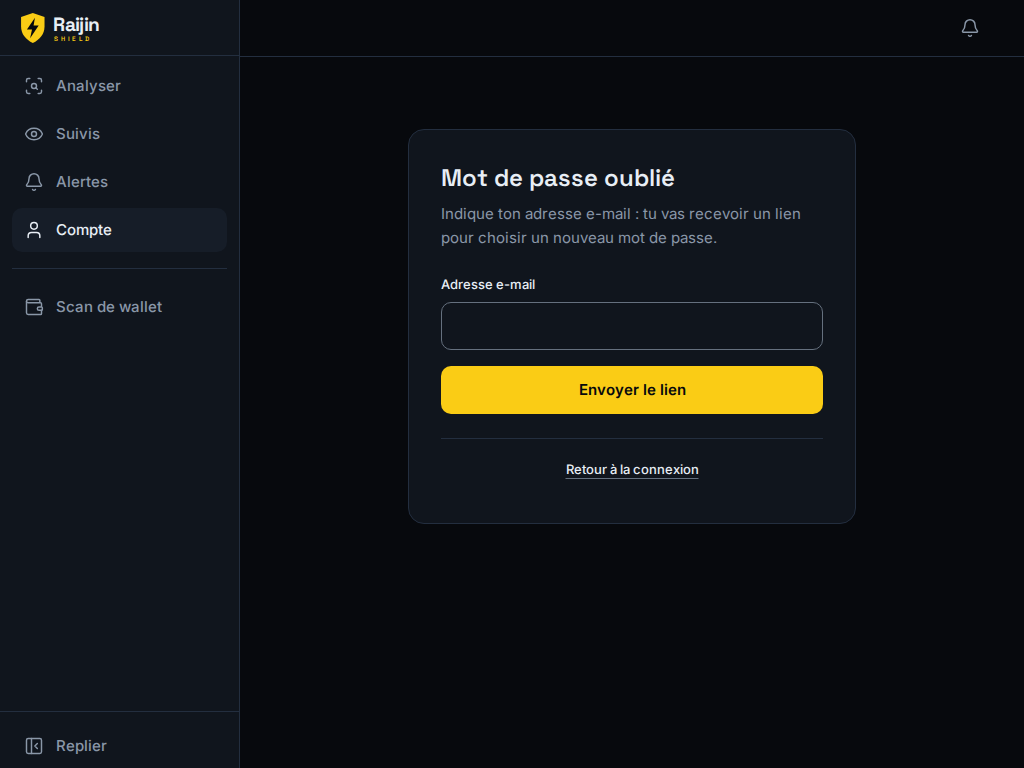 Raijin
SHIELD
Analyser
Suivis
Alertes
Compte
Scan de wallet
Replier
Mot de passe oublié
Indique ton adresse e-mail : tu vas recevoir un lien
pour choisir un nouveau mot de passe.
Adresse e-mail
Envoyer le lien
Retour à la connexion